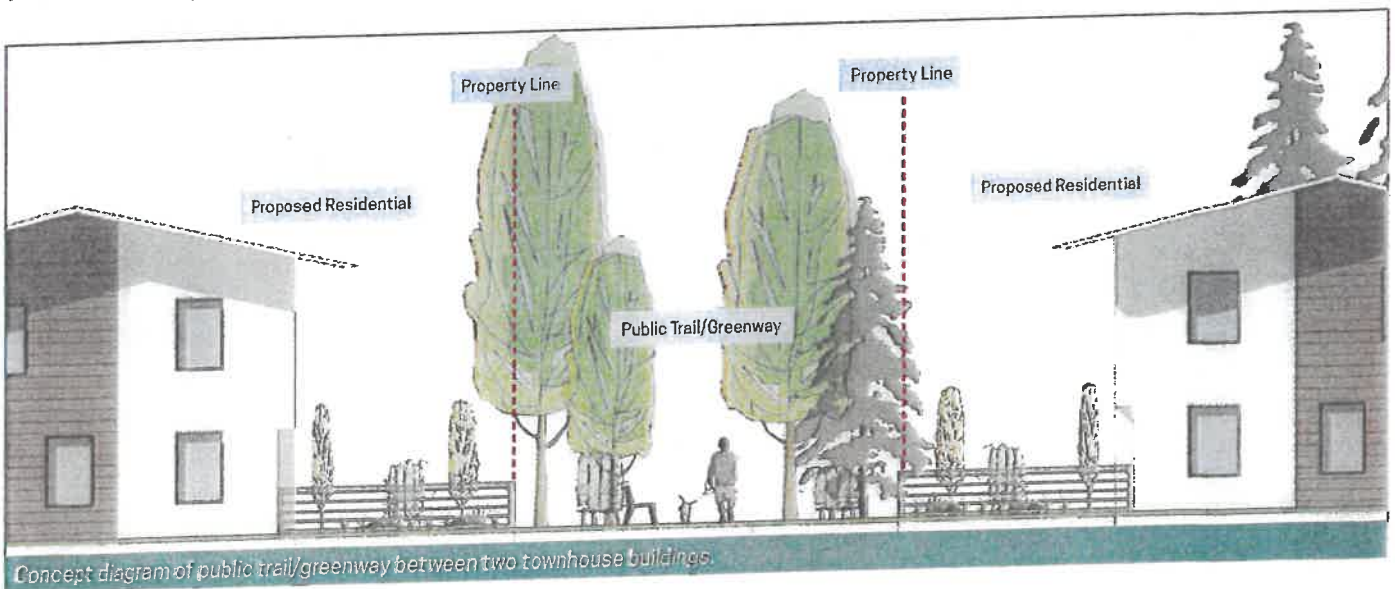 Property Line
Property Line
Proposed Residential
Proposed Residential
Public Trail/Greenway
Concept diagram of public trail/greenway between two townhouse buildings.